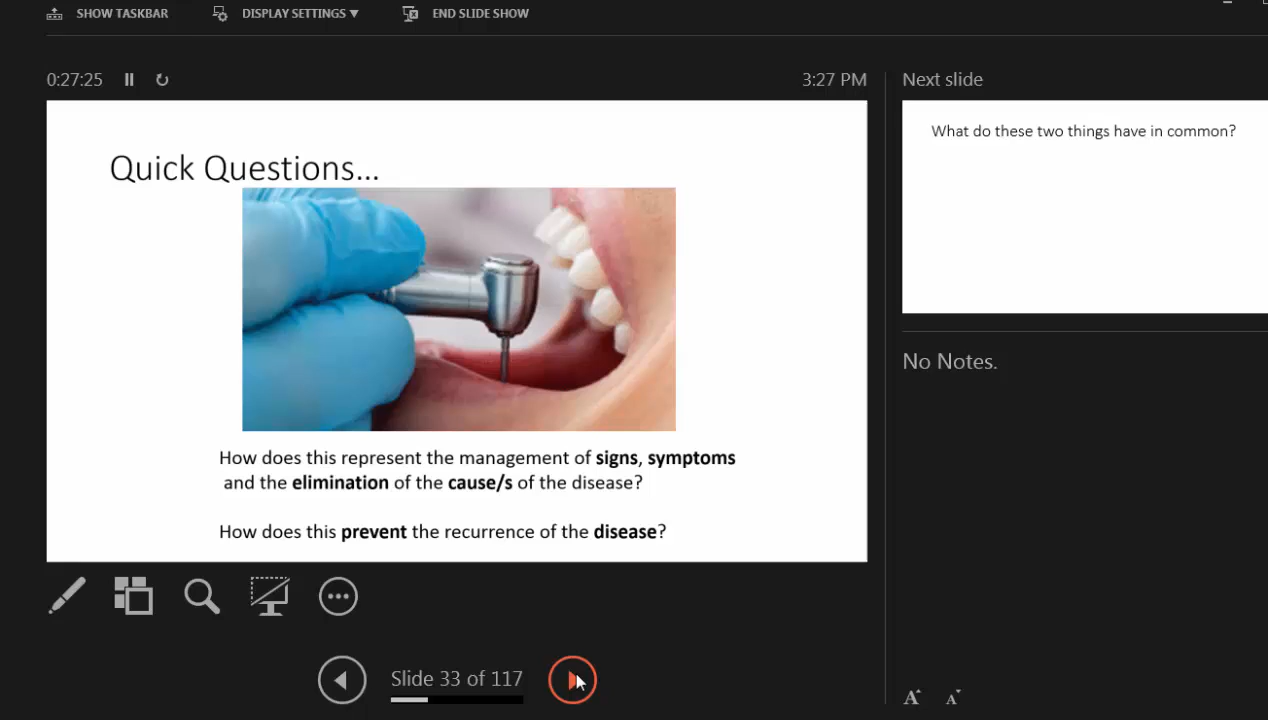 SHOW TASKBAR
DISPLAY SETTINGS ▼
END SLIDE SHOW
0:27:25
3:27 PM
Quick Questions...
How does this represent the management of signs, symptoms
and the elimination of the cause/s of the disease?
How does this prevent the recurrence of the disease?
Slide 33 of 117
Next slide
What do these two things have in common?
No Notes.
A A